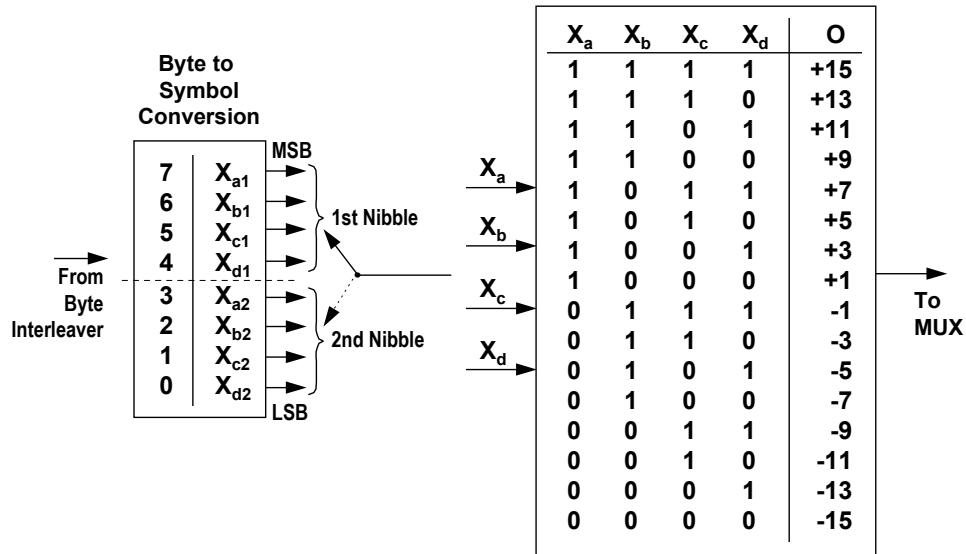 Byte to
Symbol
Conversion
MSB
7 Xa1
6 Xb1
5 Xc1
4 Xd1
3 Xa2
2 Xb2
1 Xc2
0 Xd2
LSB
1st Nibble
2nd Nibble
From
Byte
Interleaver
Xa
Xb
Xc
Xd
Xa Xb Xc Xd O
1 1 1 1 +15
1 1 1 0 +13
1 1 0 1 +11
1 1 0 0 +9
1 0 1 1 +7
1 0 1 0 +5
1 0 0 1 +3
1 0 0 0 +1
0 1 1 1 -1
0 1 1 0 -3
0 1 0 1 -5
0 1 0 0 -7
0 0 1 1 -9
0 0 1 0 -11
0 0 0 1 -13
0 0 0 0 -15
To
MUX